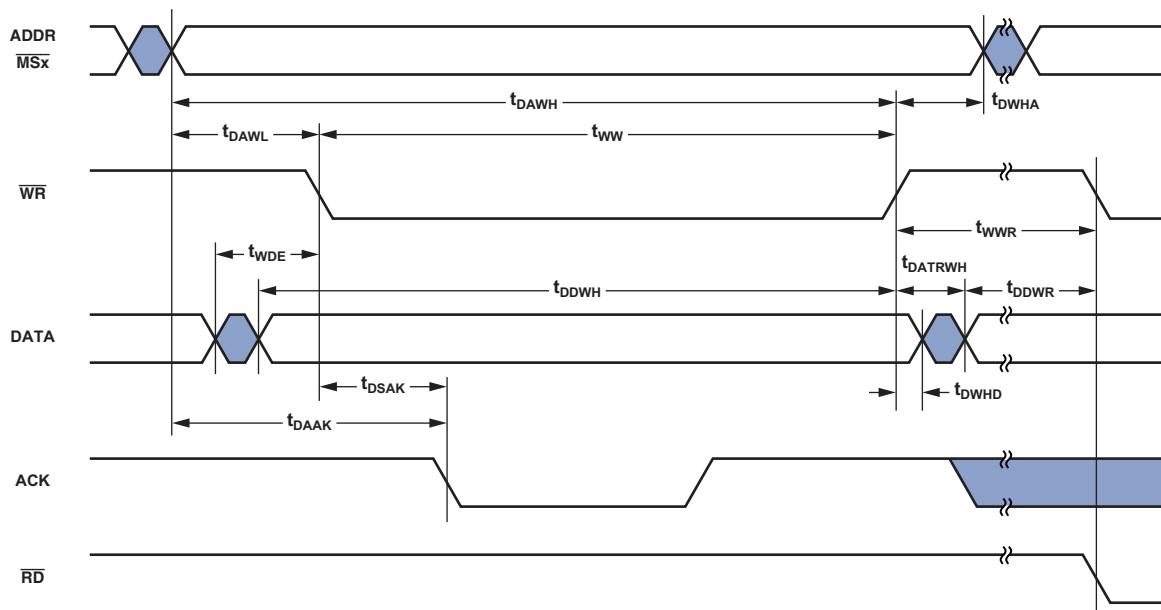 ADDR
MSx
tDAWH
tDWHA
tDAWL
tWW
WR
tWWR
tWDE
tDATRWH
tDDWH
tDDWR
DATA
tDSAK
tDWHD
tDAAK
ACK
RD